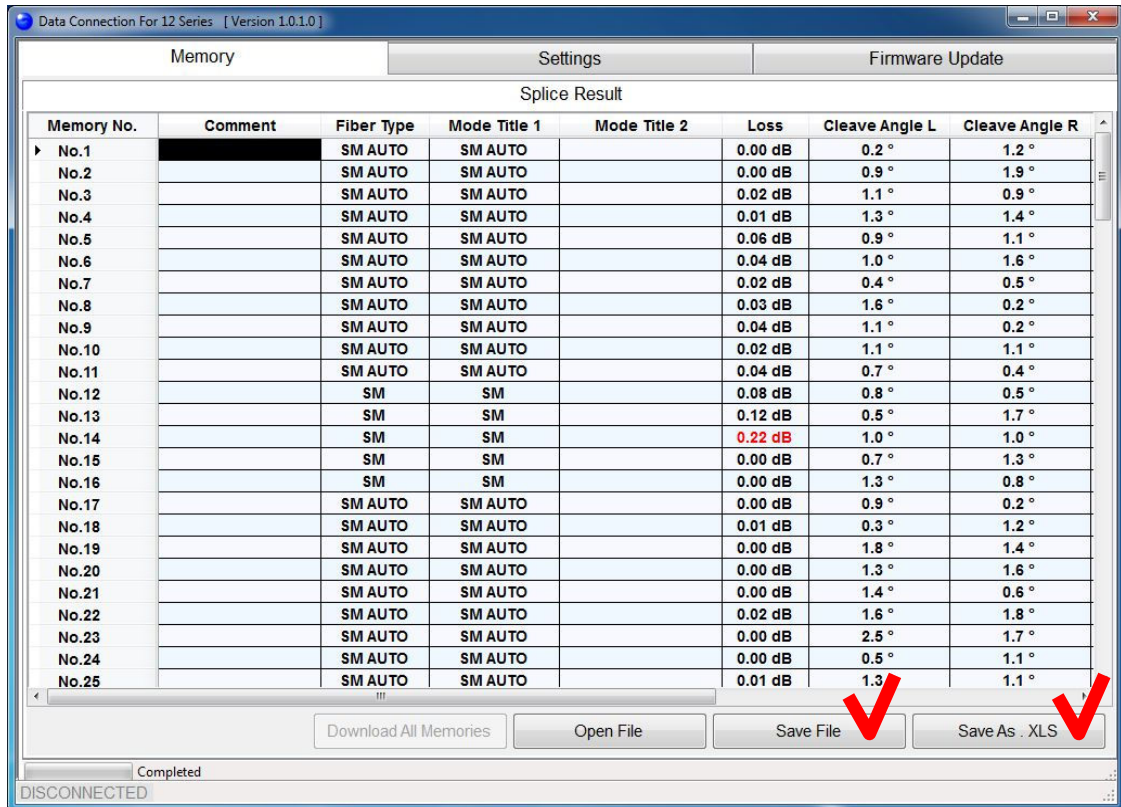 Data Connection For 12 Series [ Version 1.0.1.0 ]
Memory Settings Firmware Update
Splice Result
Memory No. Comment Fiber Type Mode Title 1 Mode Title 2 Loss Cleave Angle L Cleave Angle R
No.1 SM AUTO SM AUTO 0.00 dB 0.2 ° 1.2 °
No.2 SM AUTO SM AUTO 0.00 dB 0.9 ° 1.9 °
No.3 SM AUTO SM AUTO 0.02 dB 1.1 ° 0.9 °
No.4 SM AUTO SM AUTO 0.01 dB 1.3 ° 1.4 °
No.5 SM AUTO SM AUTO 0.06 dB 0.9 ° 1.1 °
No.6 SM AUTO SM AUTO 0.04 dB 1.0 ° 1.6 °
No.7 SM AUTO SM AUTO 0.02 dB 0.4 ° 0.5 °
No.8 SM AUTO SM AUTO 0.03 dB 1.6 ° 0.2 °
No.9 SM AUTO SM AUTO 0.04 dB 1.1 ° 0.2 °
No.10 SM AUTO SM AUTO 0.02 dB 1.1 ° 1.1 °
No.11 SM AUTO SM AUTO 0.04 dB 0.7 ° 0.4 °
No.12 SM SM 0.08 dB 0.8 ° 0.5 °
No.13 SM SM 0.12 dB 0.5 ° 1.7 °
No.14 SM SM 0.22 dB 1.0 ° 1.0 °
No.15 SM SM 0.00 dB 0.7 ° 1.3 °
No.16 SM SM 0.00 dB 1.3 ° 0.8 °
No.17 SM AUTO SM AUTO 0.00 dB 0.9 ° 0.2 °
No.18 SM AUTO SM AUTO 0.01 dB 0.3 ° 1.2 °
No.19 SM AUTO SM AUTO 0.00 dB 1.8 ° 1.4 °
No.20 SM AUTO SM AUTO 0.00 dB 1.3 ° 1.6 °
No.21 SM AUTO SM AUTO 0.00 dB 1.4 ° 0.6 °
No.22 SM AUTO SM AUTO 0.02 dB 1.6 ° 1.8 °
No.23 SM AUTO SM AUTO 0.00 dB 2.5 ° 1.7 °
No.24 SM AUTO SM AUTO 0.00 dB 0.5 ° 1.1 °
No.25 SM AUTO SM AUTO 0.01 dB 1.3 1.1 °
Download All Memories Open File Save File Save As . XLS
Completed
DISCONNECTED